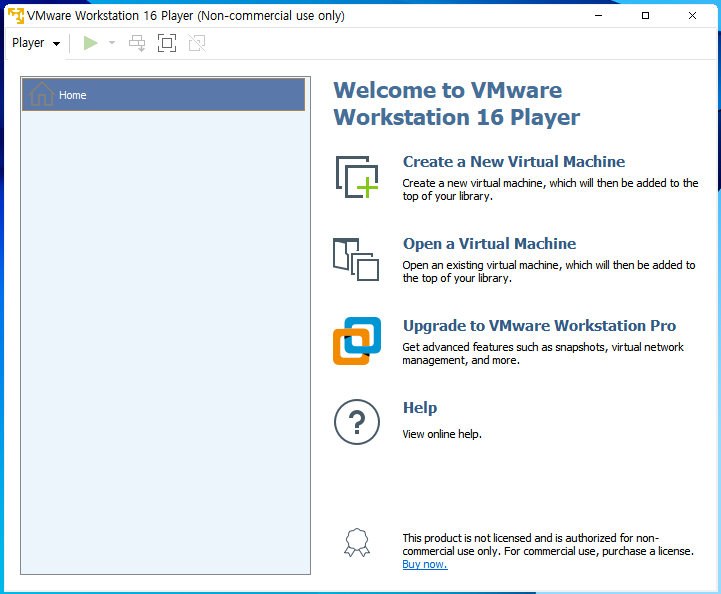 VMware Workstation 16 Player (Non-commercial use only)
Player
Home
Welcome to VMware
Workstation 16 Player
Create a New Virtual Machine
Create a new virtual machine, which will then be added to the
top of your library.
Open a Virtual Machine
Open an existing virtual machine, which will then be added to
the top of your library.
Upgrade to VMware Workstation Pro
Get advanced features such as snapshots, virtual network
management, and more.
Help
View online help.
This product is not licensed and is authorized for non-
commercial use only. For commercial use, purchase a license.
Buy now.